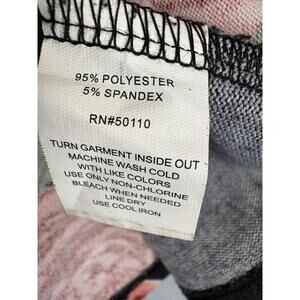 95% POLYESTER
5% SPANDEX
RN#50110
TURN GARMENT INSIDE OUT
MACHINE WASH COLD
WITH LIKE COLORS
USE ONLY NON-CHLORINE
BLEACH WHEN NEEDED
LINE DRY
USE COOL IRON